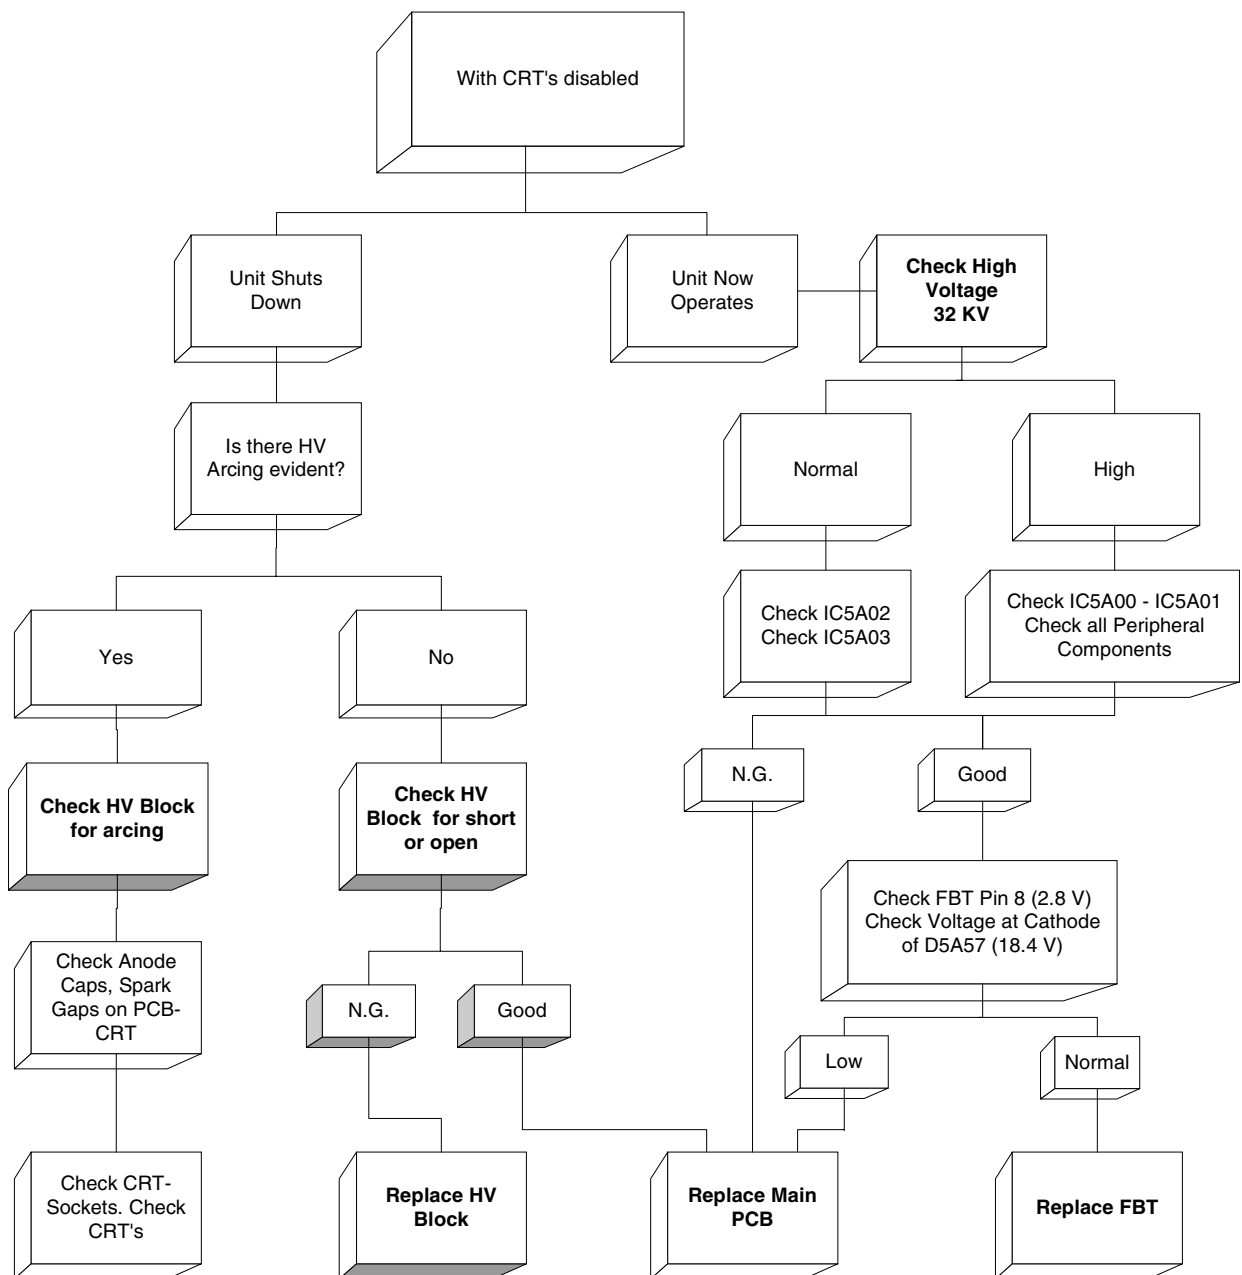 With CRT's disabled
Unit Shuts
Down
Unit Now
Operates
Check High
Voltage
32 KV
Is there HV
Arcing evident?
Normal
High
Yes
No
Check IC5A02
Check IC5A03
Check IC5A00 - IC5A01
Check all Peripheral
Components
N.G.
Good
Check HV Block
for arcing
Check HV
Block for short
or open
Check FBT Pin 8 (2.8 V)
Check Voltage at Cathode
of D5A57 (18.4 V)
Check Anode
Caps, Spark
Gaps on PCB-
CRT
N.G.
Good
Low
Normal
Check CRT-
Sockets. Check
CRT's
Replace HV
Block
Replace Main
PCB
Replace FBT